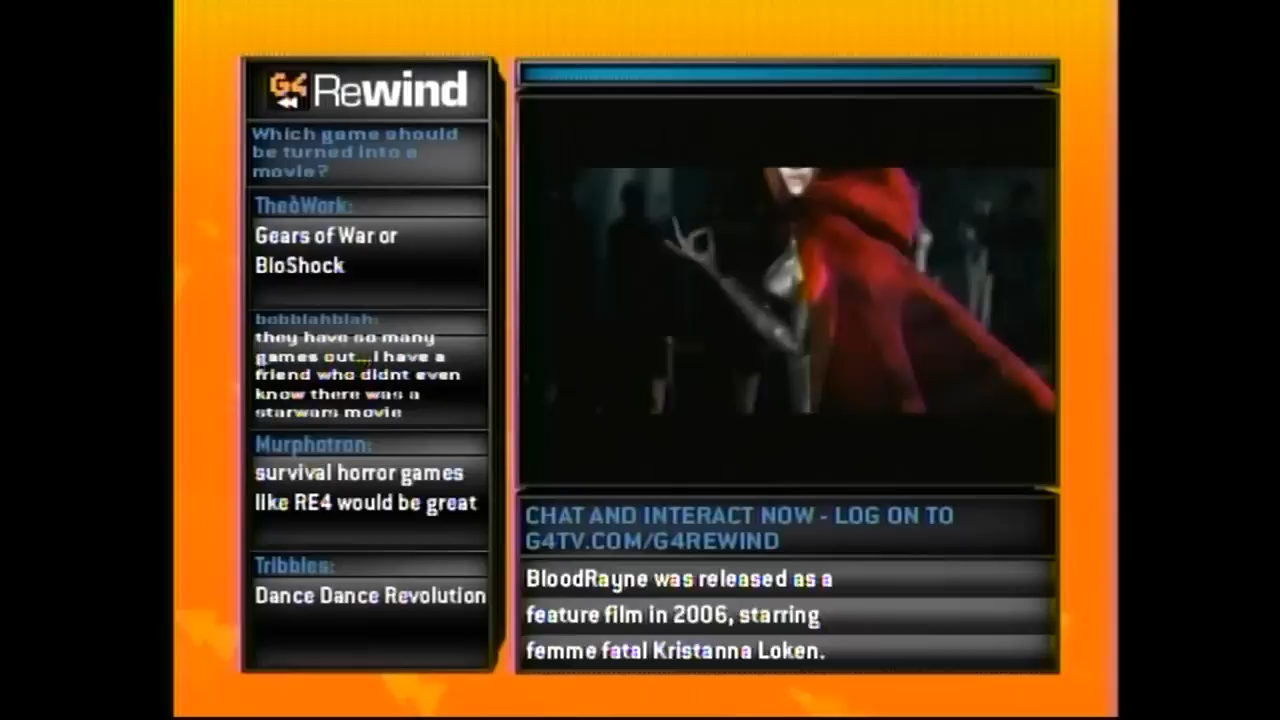 G4 Rewind
Which game should
be turned into a
movie?
TheòWork:
Gears of War or
BioShock
bobblahblah:
they have so many
games out...I have a
friend who didnt even
know there was a
starwars movie
Murphatron:
survival horror games
like RE4 would be great
Tribbles:
Dance Dance Revolution
CHAT AND INTERACT NOW - LOG ON TO
G4TV.COM/G4REWIND
BloodRayne was released as a
feature film in 2006, starring
femme fatal Kristanna Loken.